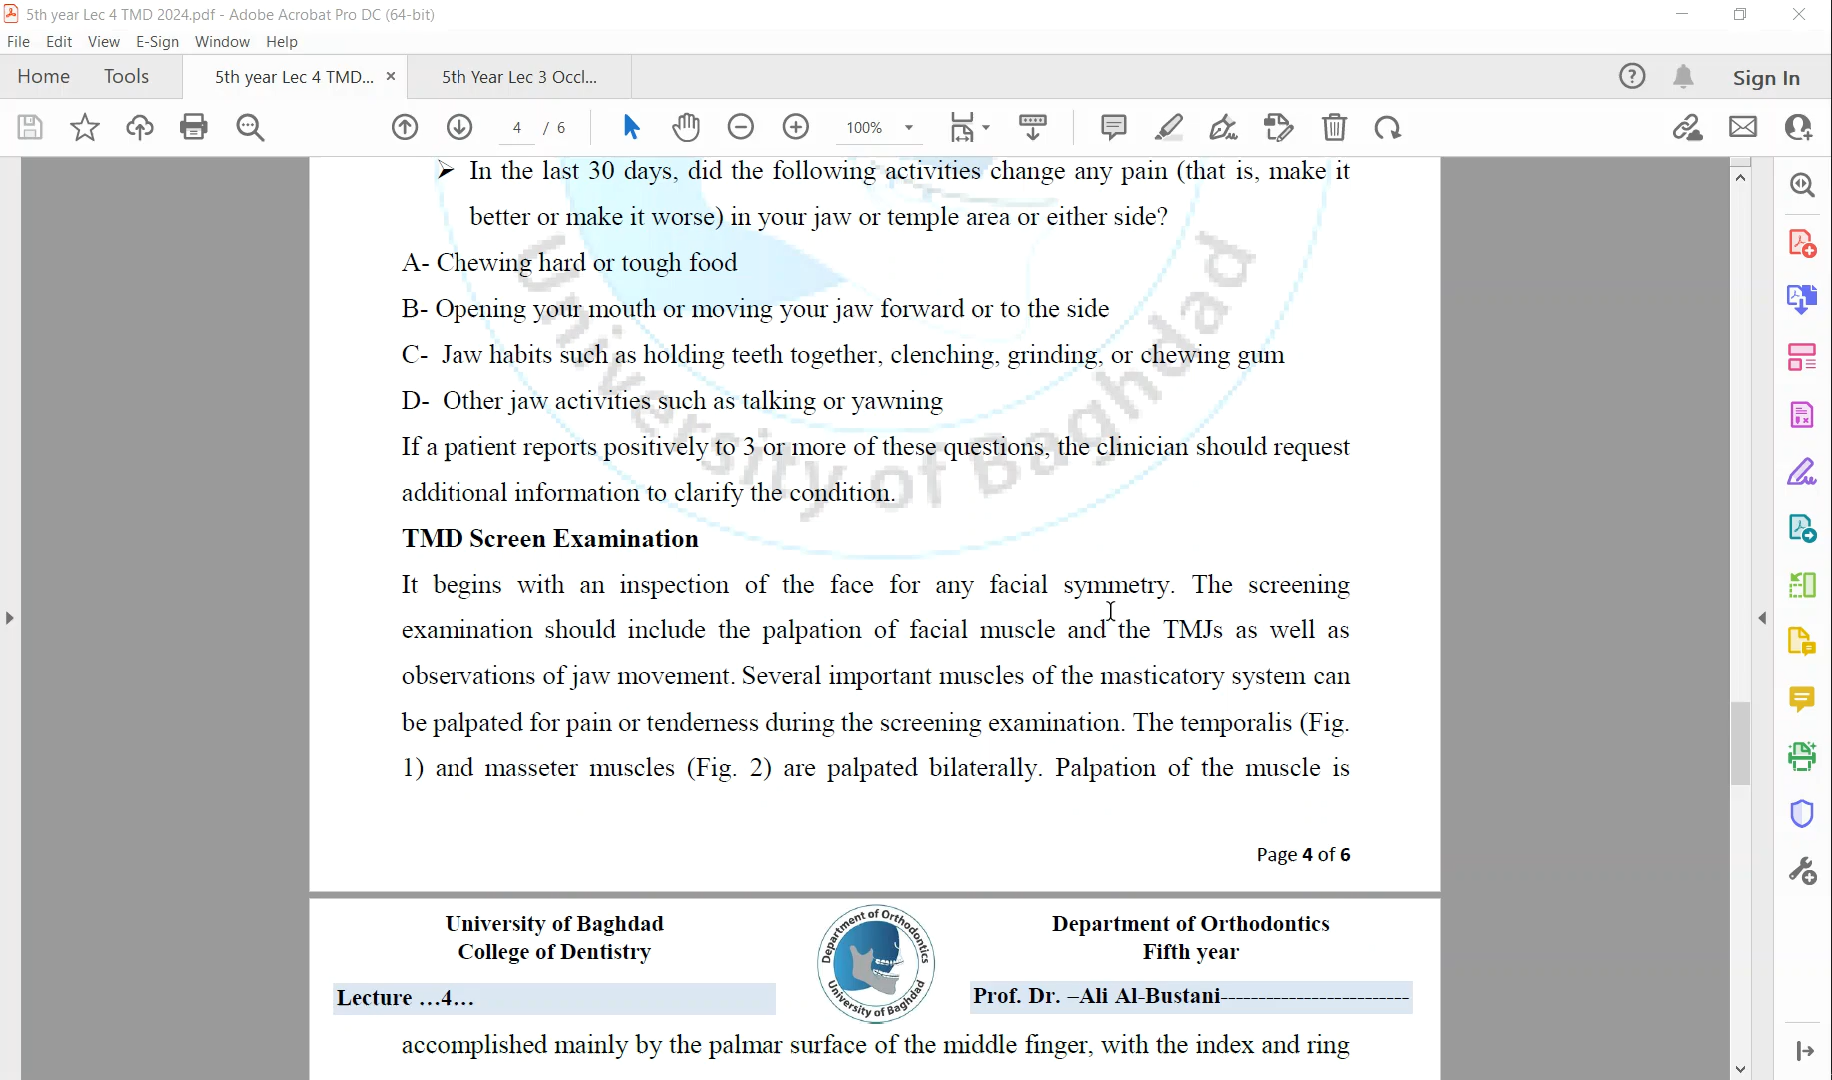 5th year Lec 4 TMD 2024.pdf - Adobe Acrobat Pro DC (64-bit)
File Edit View E-Sign Window Help
Home Tools 5th year Lec 4 TMD... × 5th Year Lec 3 Occl... Sign In
4 / 6 100%
➢ In the last 30 days, did the following activities change any pain (that is, make it
better or make it worse) in your jaw or temple area or either side?
A- Chewing hard or tough food
B- Opening your mouth or moving your jaw forward or to the side
C- Jaw habits such as holding teeth together, clenching, grinding, or chewing gum
D- Other jaw activities such as talking or yawning
If a patient reports positively to 3 or more of these questions, the clinician should request
additional information to clarify the condition.
University of Baghdad
TMD Screen Examination
It begins with an inspection of the face for any facial symmetry. The screening
examination should include the palpation of facial muscle and the TMJs as well as
observations of jaw movement. Several important muscles of the masticatory system can
be palpated for pain or tenderness during the screening examination. The temporalis (Fig.
1) and masseter muscles (Fig. 2) are palpated bilaterally. Palpation of the muscle is
Page 4 of 6
University of Baghdad
College of Dentistry
Department of Orthodontics
University of Baghdad
Department of Orthodontics
Fifth year
Lecture …4…
Prof. Dr. –Ali Al-Bustani-------------------------
accomplished mainly by the palmar surface of the middle finger, with the index and ring